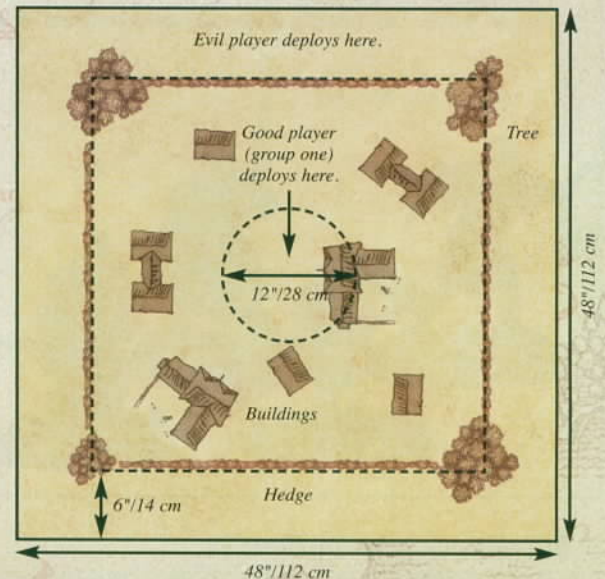 Evil player deploys here.
Good player
(group one)
deploys here.
Tree
12"/28 cm
48"/112 cm
Buildings
Hedge
6"/14 cm
48"/112 cm